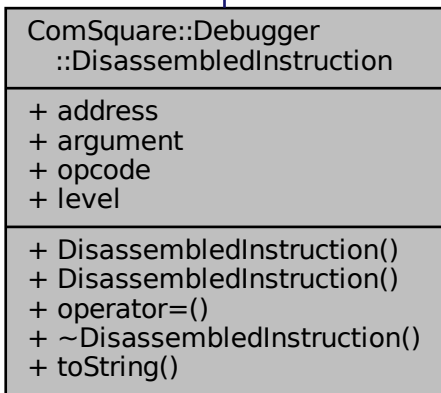 ComSquare::Debugger
::DisassembledInstruction
+ address
+ argument
+ opcode
+ level
+ DisassembledInstruction()
+ DisassembledInstruction()
+ operator=()
+ ~DisassembledInstruction()
+ toString()